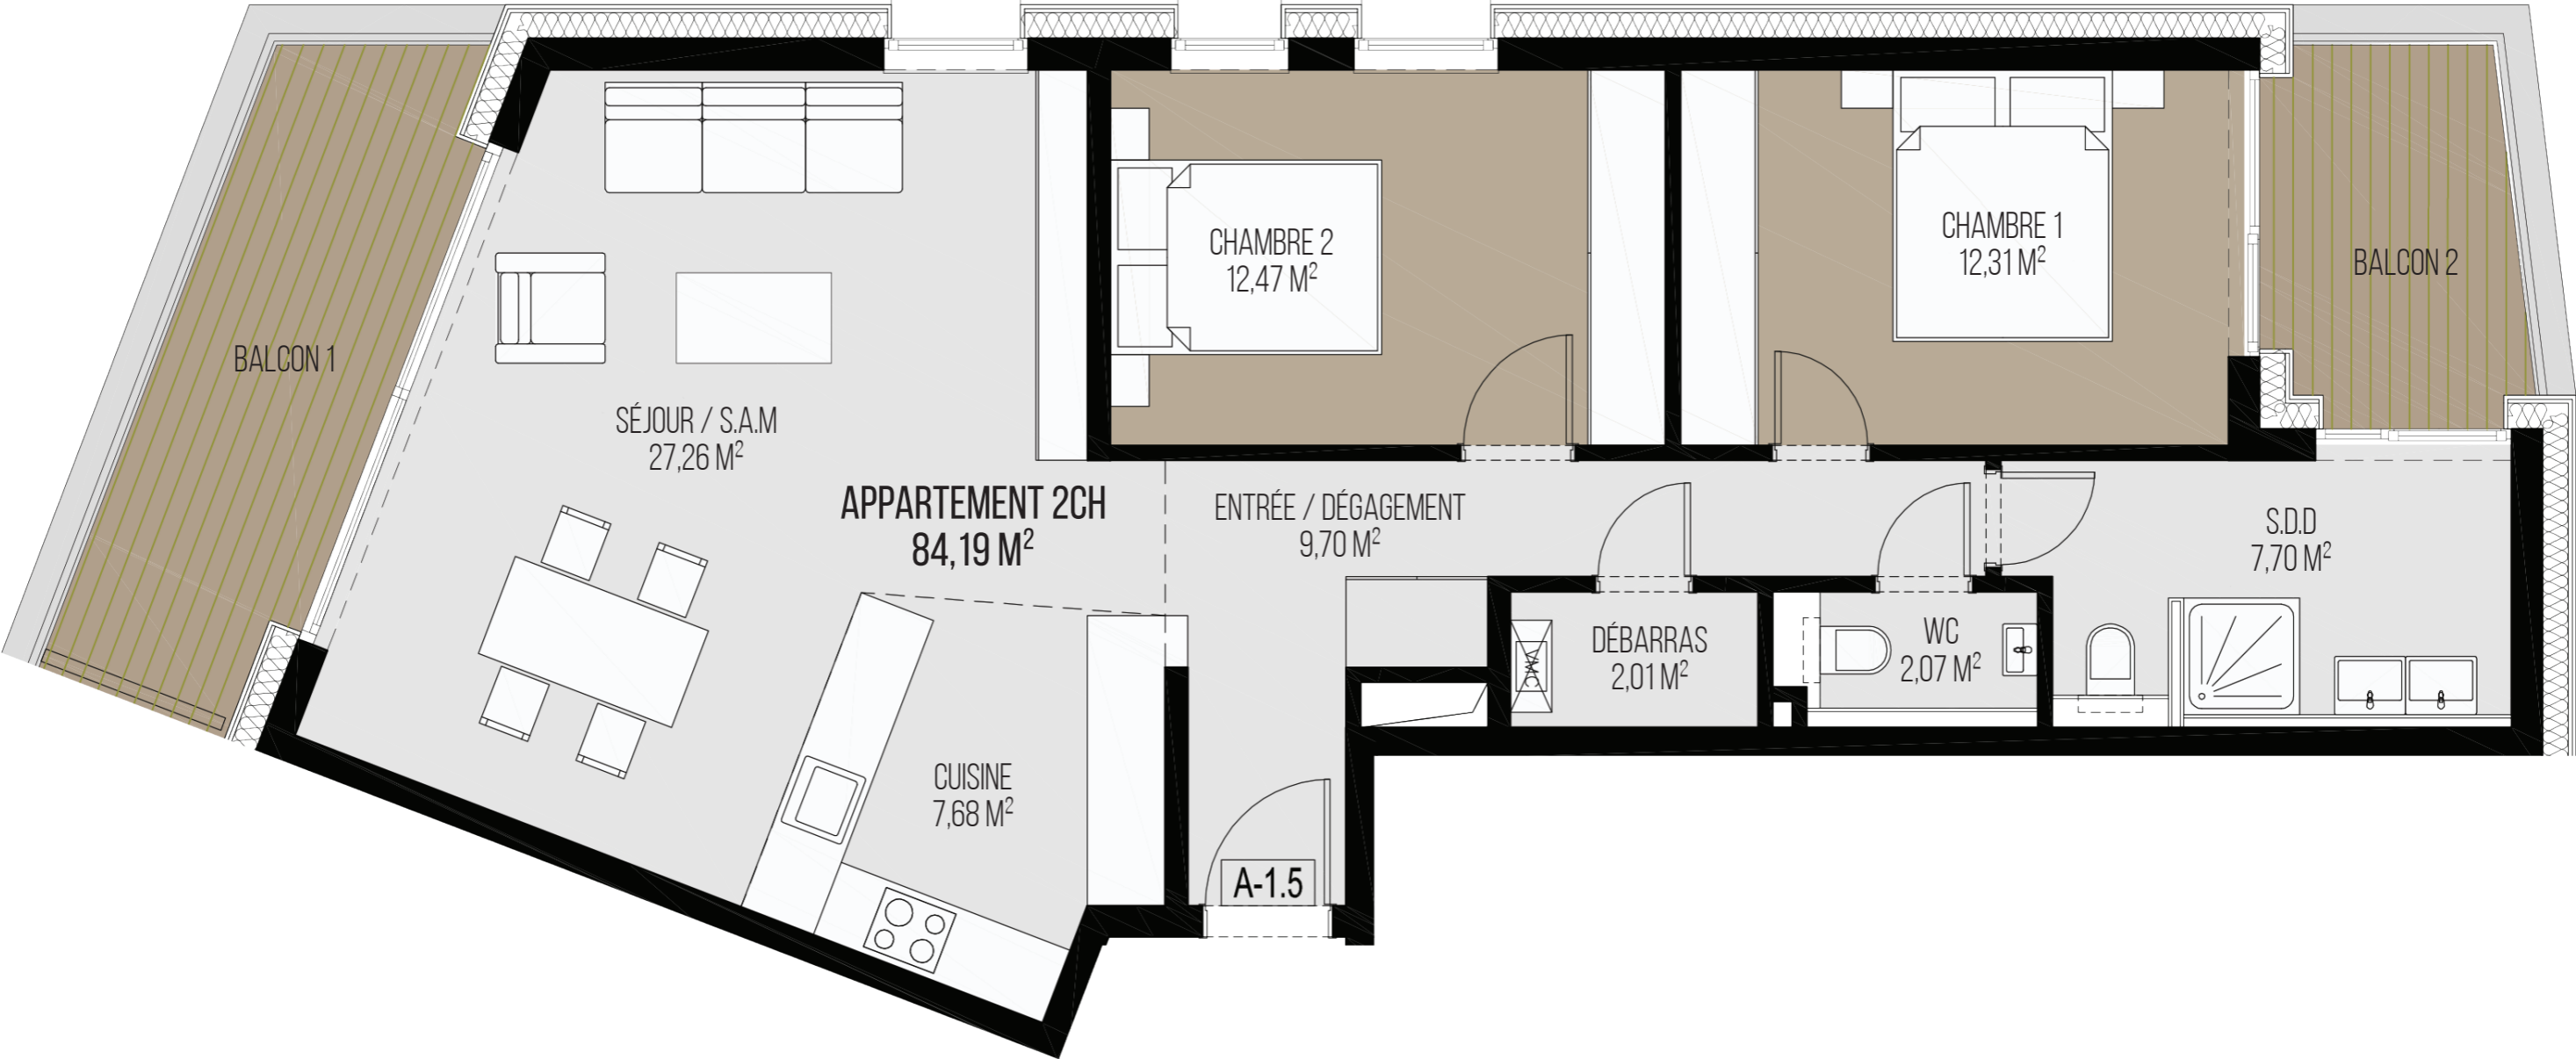 BALCON 1
SÉJOUR / S.A.M
27,26 M²
APPARTEMENT 2CH
84,19 M²
CHAMBRE 2
12,47 M²
CHAMBRE 1
12,31 M²
BALCON 2
ENTRÉE / DÉGAGEMENT
9,70 M²
S.D.D
7,70 M²
VMC
DÉBARRAS
2,01 M²
WC
2,07 M²
CUISINE
7,68 M²
A-1.5